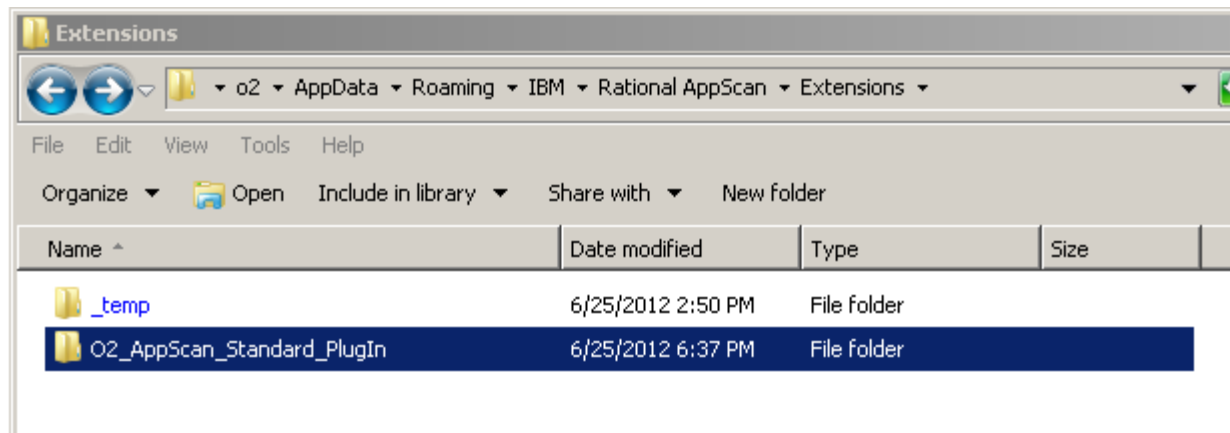 Extensions
o2 AppData Roaming IBM Rational AppScan Extensions
File Edit View Tools Help
Organize Open Include in library Share with New folder
Name Date modified Type Size
_temp 6/25/2012 2:50 PM File folder
O2_AppScan_Standard_PlugIn 6/25/2012 6:37 PM File folder